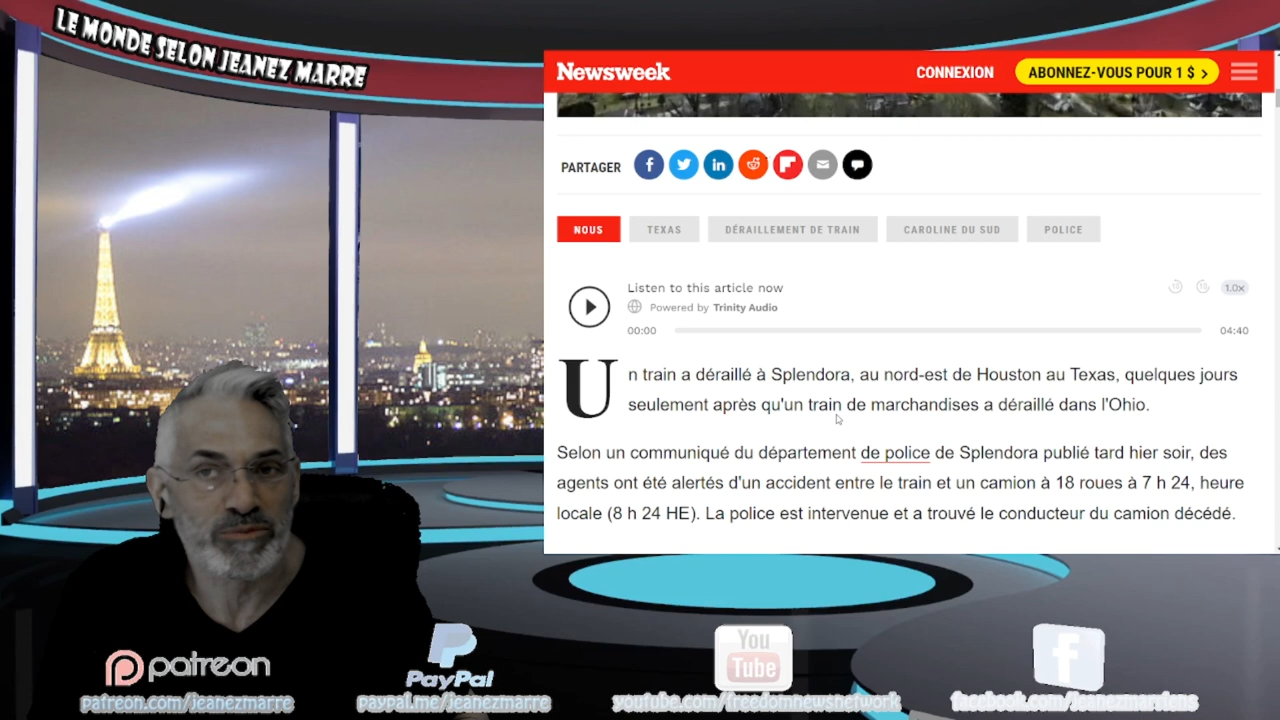 LE MONDE SELON JEANEZ MARRE
Newsweek
CONNEXION
ABONNEZ-VOUS POUR 1 $ >
PARTAGER
NOUS
TEXAS
DÉRAILLEMENT DE TRAIN
CAROLINE DU SUD
POLICE
Listen to this article now
1.0x
Powered by Trinity Audio
00:00
04:40
Un train a déraillé à Splendora, au nord-est de Houston au Texas, quelques jours
seulement après qu'un train de marchandises a déraillé dans l'Ohio.
Selon un communiqué du département de police de Splendora publié tard hier soir, des
agents ont été alertés d'un accident entre le train et un camion à 18 roues à 7 h 24, heure
locale (8 h 24 HE). La police est intervenue et a trouvé le conducteur du camion décédé.
patreon
patreon.com/jeanezmarre
PayPal
paypal.me/jeanezmarre
You
Tube
youtube.com/freedomnewsnetwork